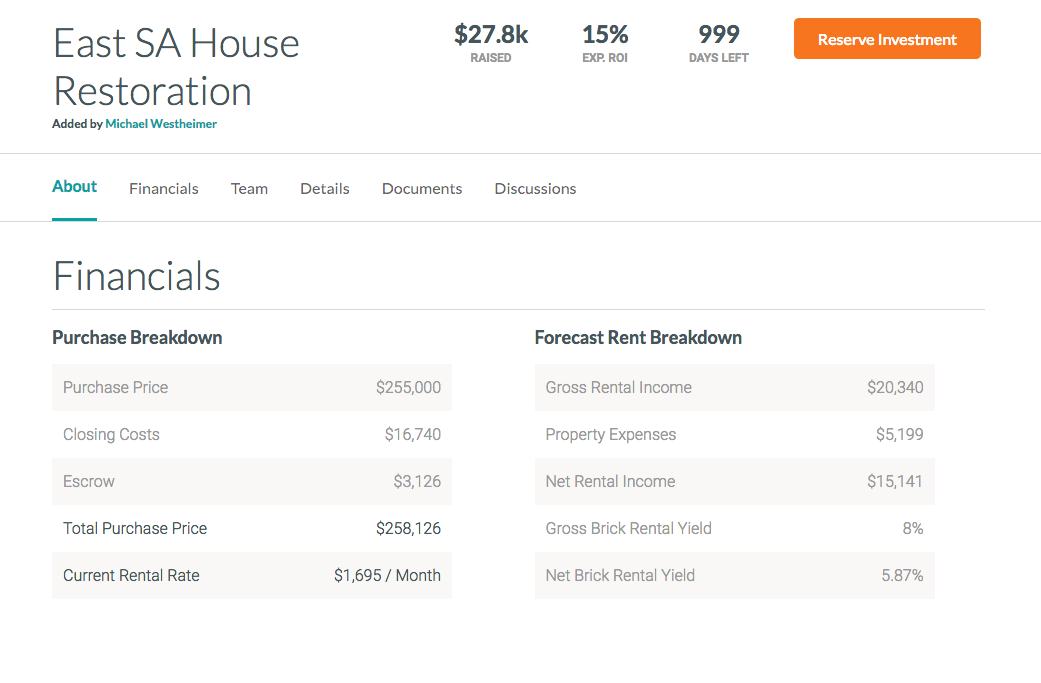 East SA House
Restoration
Added by Michael Westheimer
$27.8k
RAISED
15%
EXP. ROI
999
DAYS LEFT
Reserve Investment
About Financials Team Details Documents Discussions
Financials
Purchase Breakdown
Purchase Price $255,000
Closing Costs $16,740
Escrow $3,126
Total Purchase Price $258,126
Current Rental Rate $1,695 / Month
Forecast Rent Breakdown
Gross Rental Income $20,340
Property Expenses $5,199
Net Rental Income $15,141
Gross Brick Rental Yield 8%
Net Brick Rental Yield 5.87%